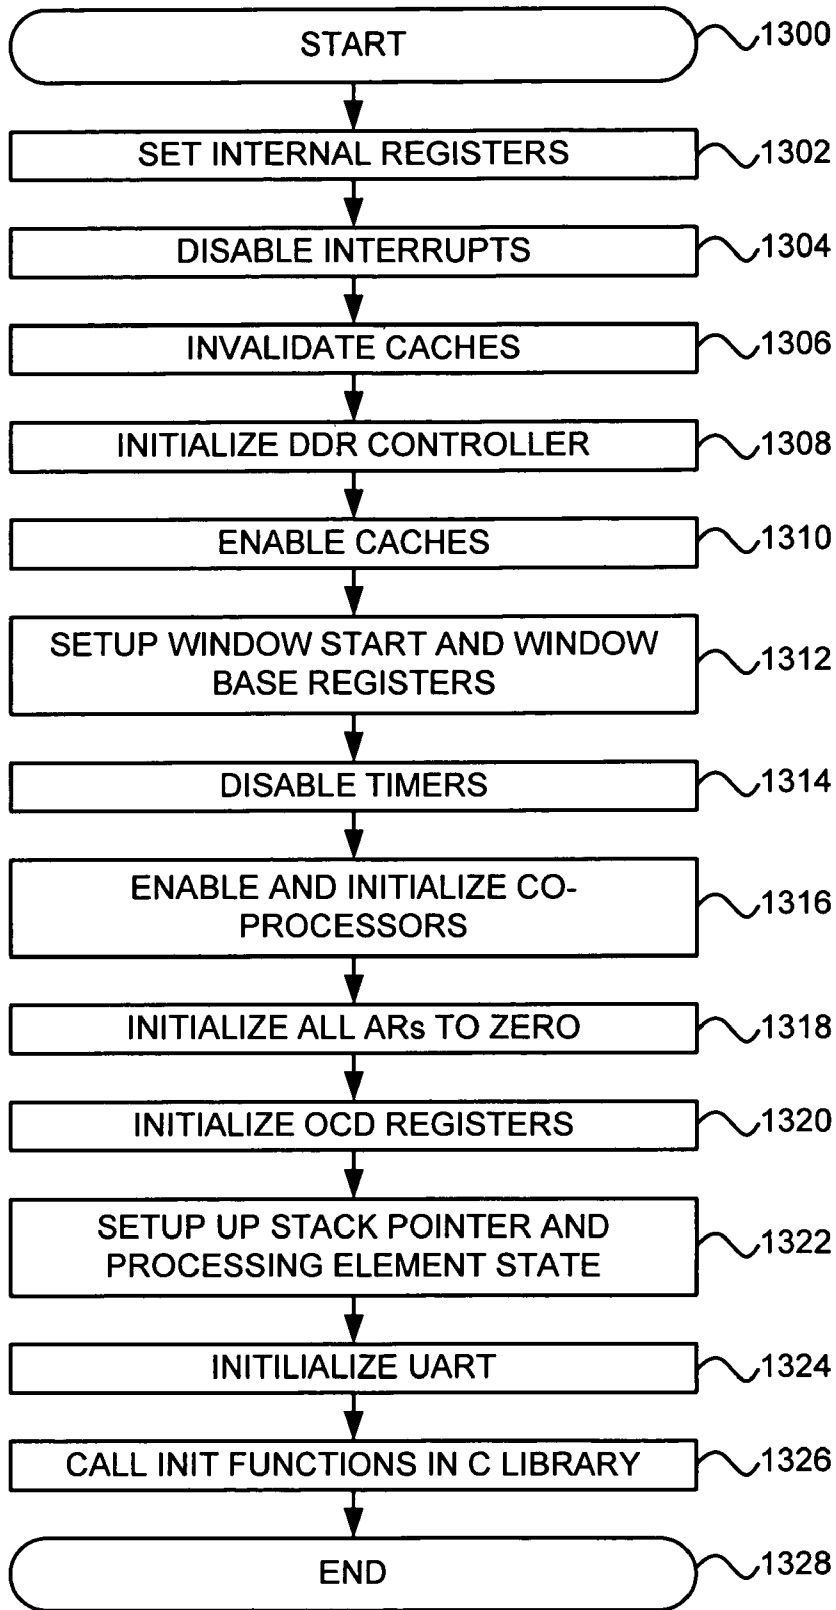 START
1300
SET INTERNAL REGISTERS
1302
DISABLE INTERRUPTS
1304
INVALIDATE CACHES
1306
INITIALIZE DDR CONTROLLER
1308
ENABLE CACHES
1310
SETUP WINDOW START AND WINDOW
BASE REGISTERS
1312
DISABLE TIMERS
1314
ENABLE AND INITIALIZE CO-
PROCESSORS
1316
INITIALIZE ALL ARs TO ZERO
1318
INITIALIZE OCD REGISTERS
1320
SETUP UP STACK POINTER AND
PROCESSING ELEMENT STATE
1322
INITILIALIZE UART
1324
CALL INIT FUNCTIONS IN C LIBRARY
1326
END
1328